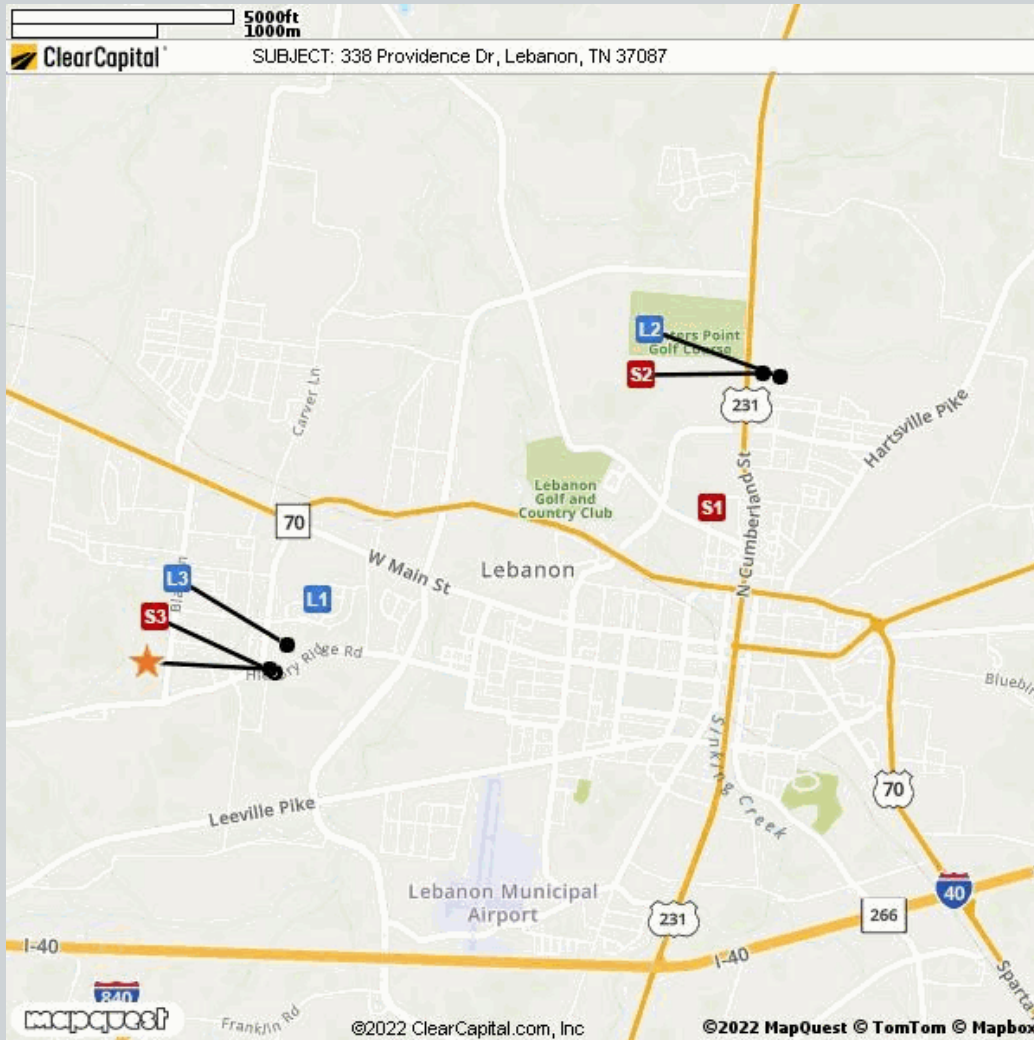 5000ft
1000m
ClearCapital
SUBJECT: 338 Providence Dr, Lebanon, TN 37087
Carver Ln
L2
Point
Golf Course
S2
231
Hartsville Pike
Lebanon
Golf and
Country Club
S1
N Cumberland St
70
W Main St
Lebanon
L3
L1
S3
Ridge Rd
Sinking Creek
70
Leeville Pike
Lebanon Municipal
Airport
40
266
231
I-40
I-40
840
mapquest
Franklin Rd
©2022 ClearCapital.com, Inc
©2022 MapQuest © TomTom © Mapbox